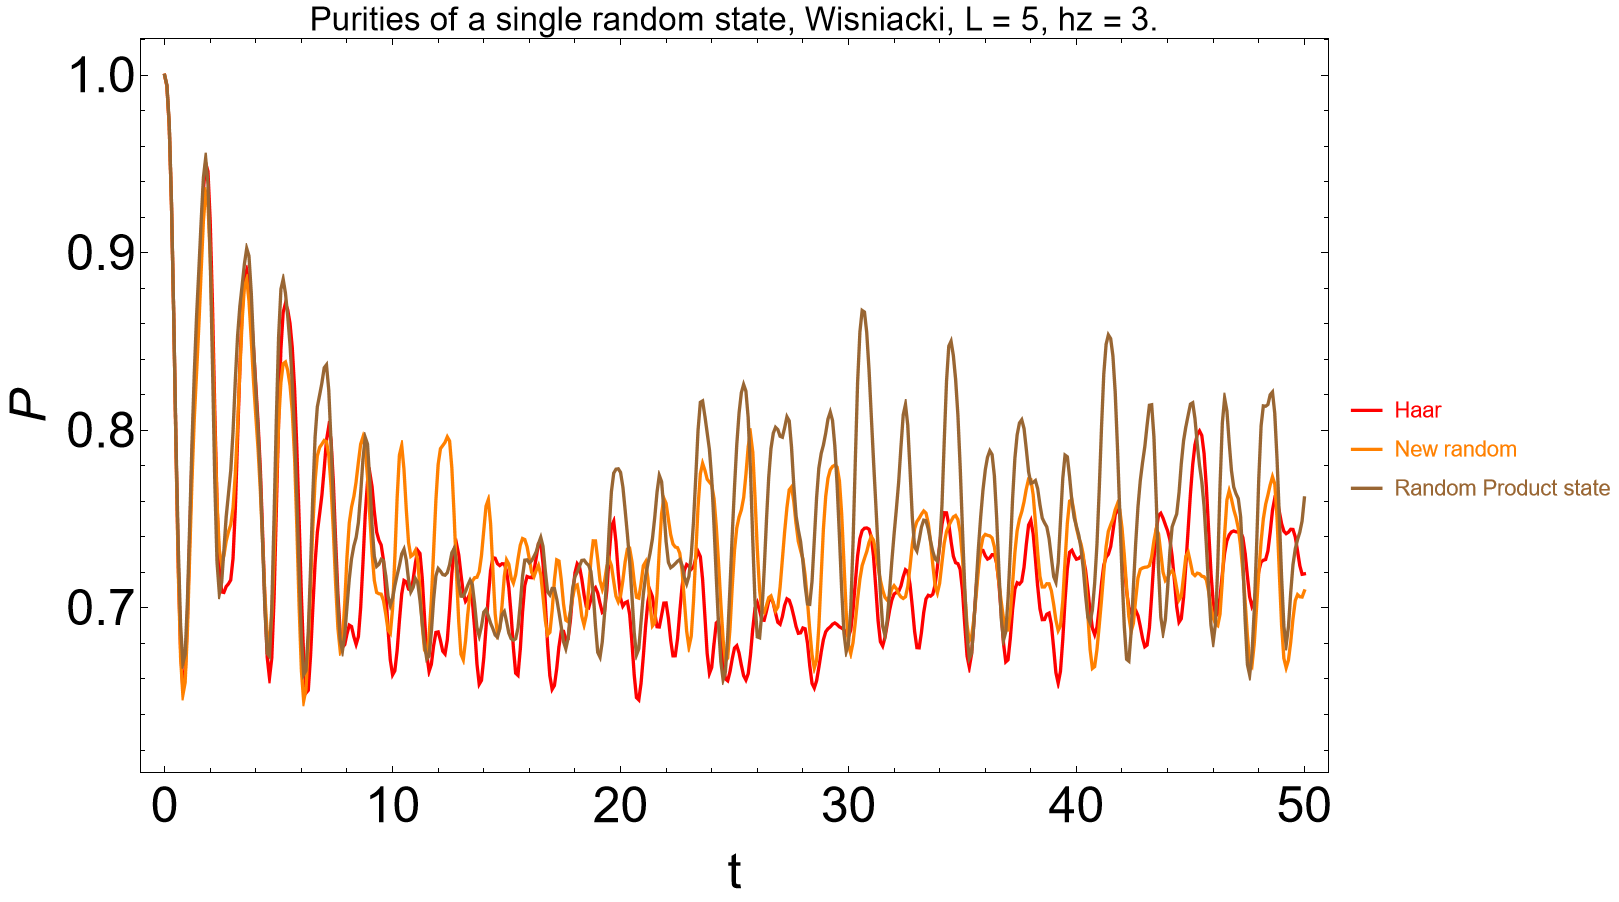 Purities of a single random state, Wisniacki, L = 5, hz = 3.
1.0
0.9
0.8
0.7
P
0 10 20 30 40 50
t
Haar
New random
Random Product state